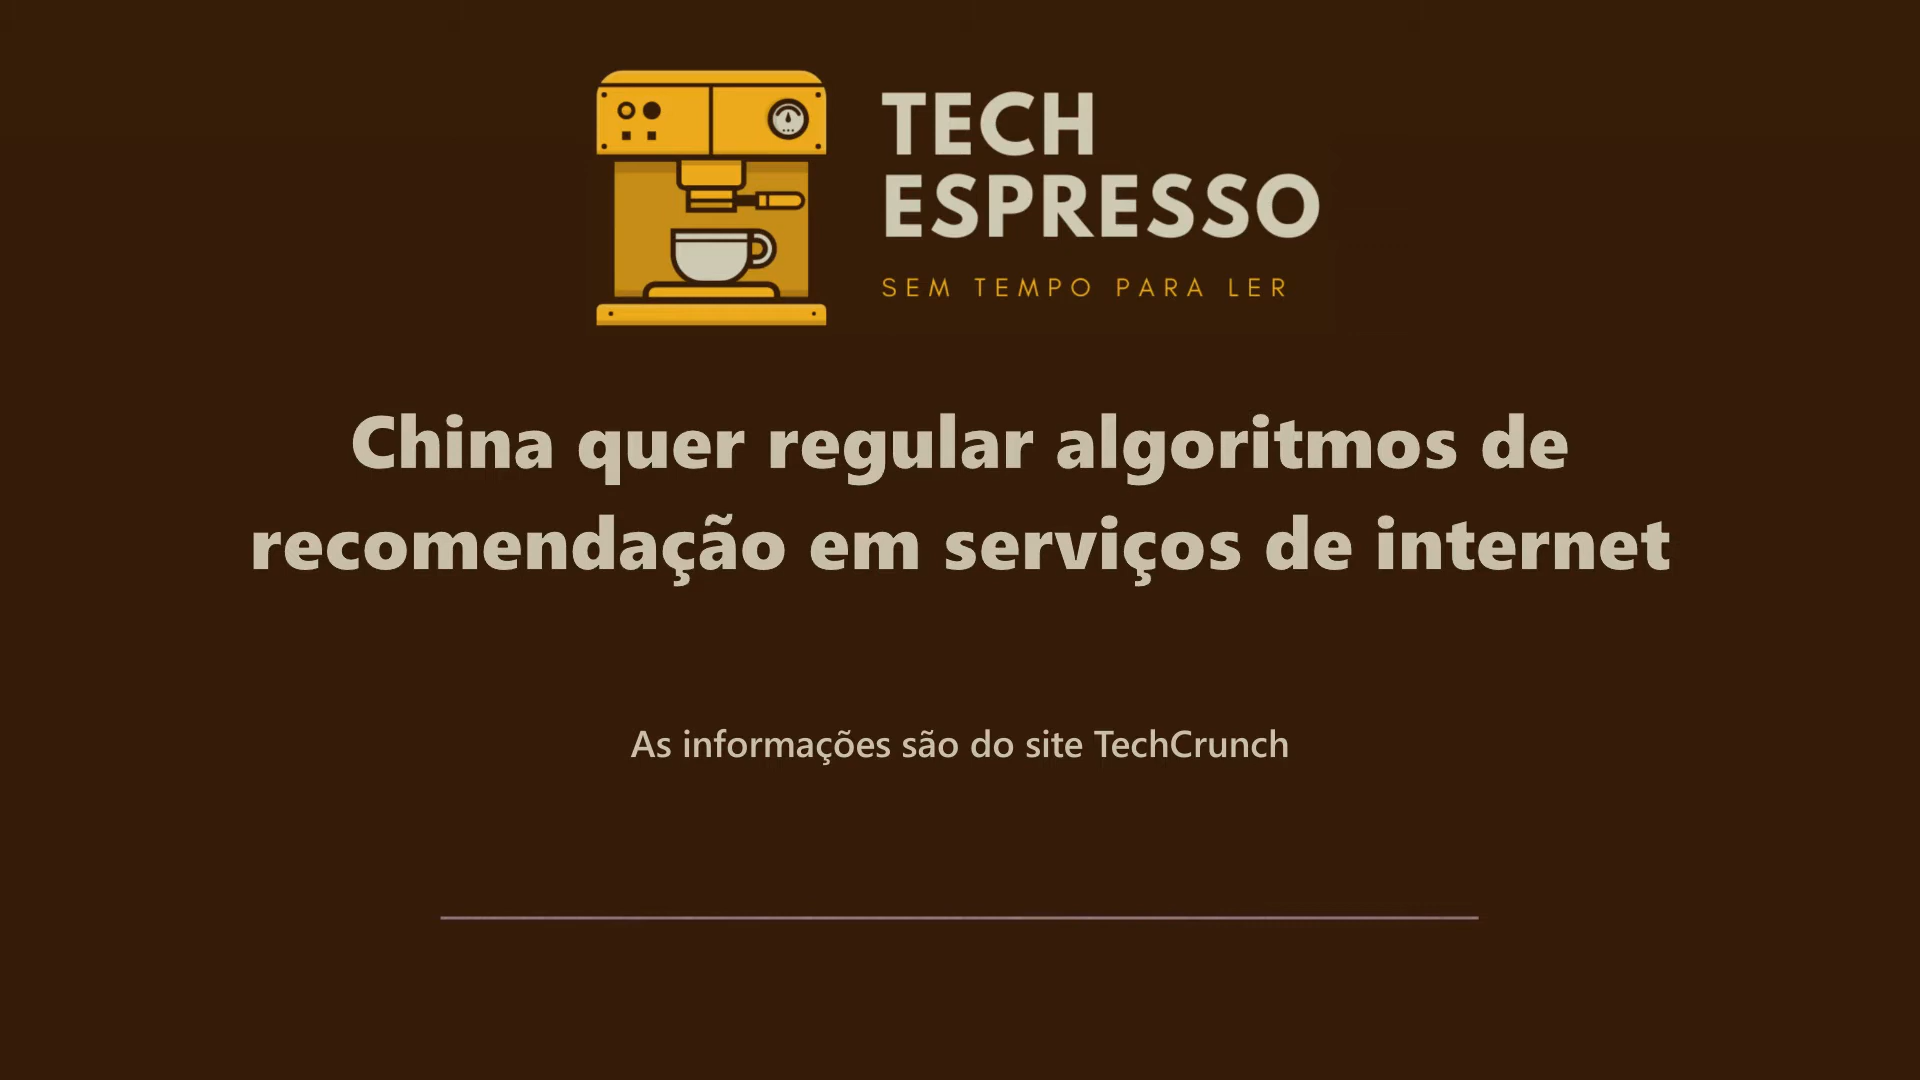 TECH
ESPRESSO
SEM TEMPO PARA LER
China quer regular algoritmos de
recomendação em serviços de internet
As informações são do site TechCrunch